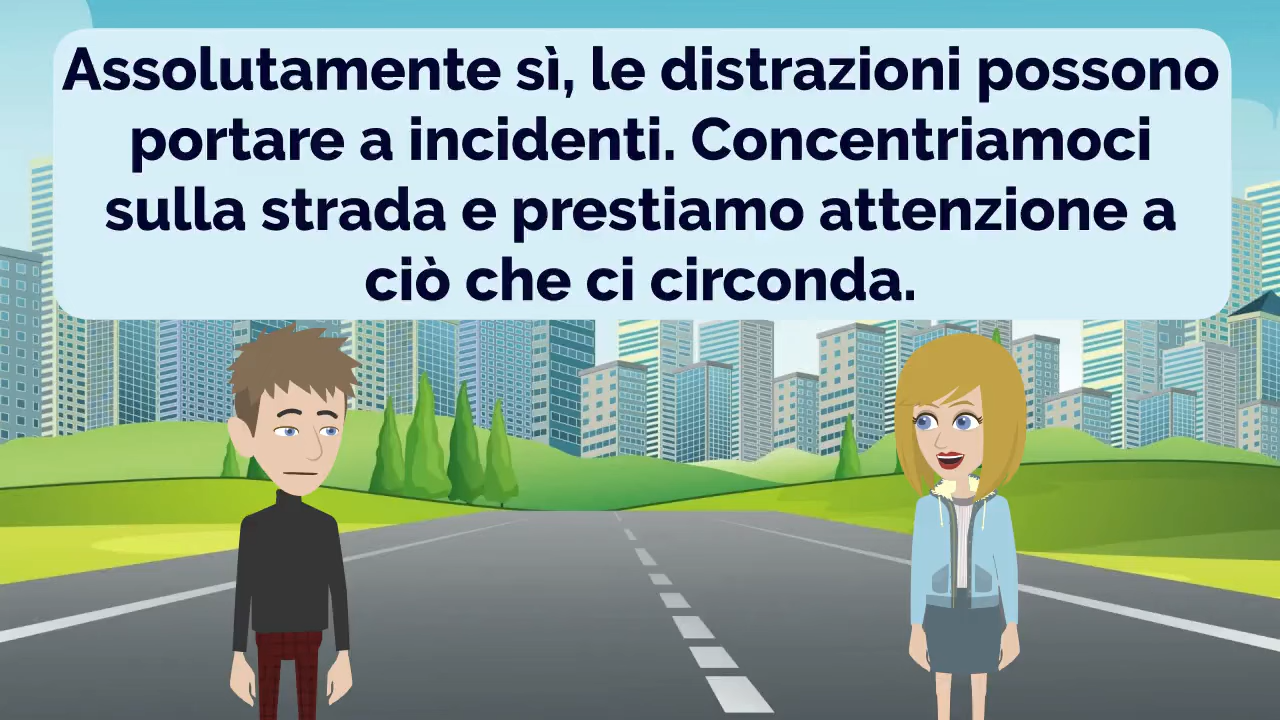 Assolutamente sì, le distrazioni possono
portare a incidenti. Concentriamoci
sulla strada e prestiamo attenzione a
ciò che ci circonda.